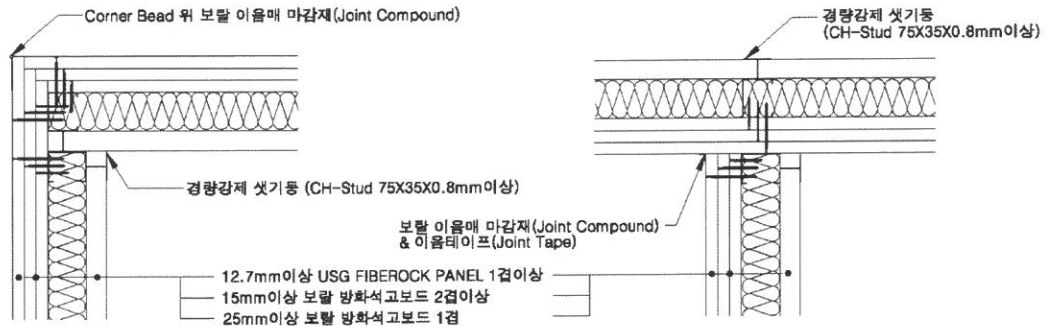 Corner Bead 위 보랄 이음매 마감재(Joint Compound)
경량강제 샛기둥
(CH-Stud 75X35X0.8mm이상)
경량강제 샛기둥 (CH-Stud 75X35X0.8mm이상)
보랄 이음매 마감재(Joint Compound)
& 이음테이프(Joint Tape)
12.7mm이상 USG FIBEROCK PANEL 1겹이상
15mm이상 보랄 방화석고보드 2겹이상
25mm이상 보랄 방화석고보드 1겹